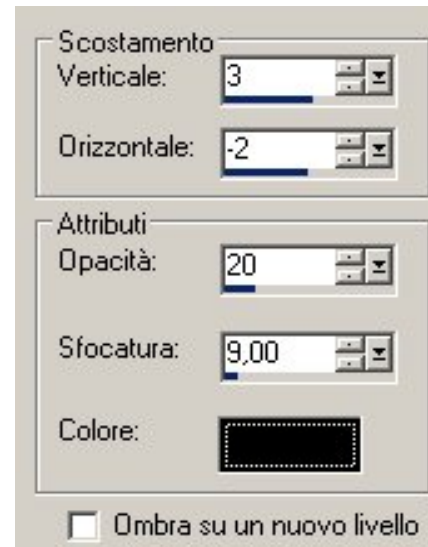 Scostamento
Verticale: 3
Orizzontale: -2
Attributi
Opacità: 20
Sfocatura: 9,00
Colore:
Ombra su un nuovo livello